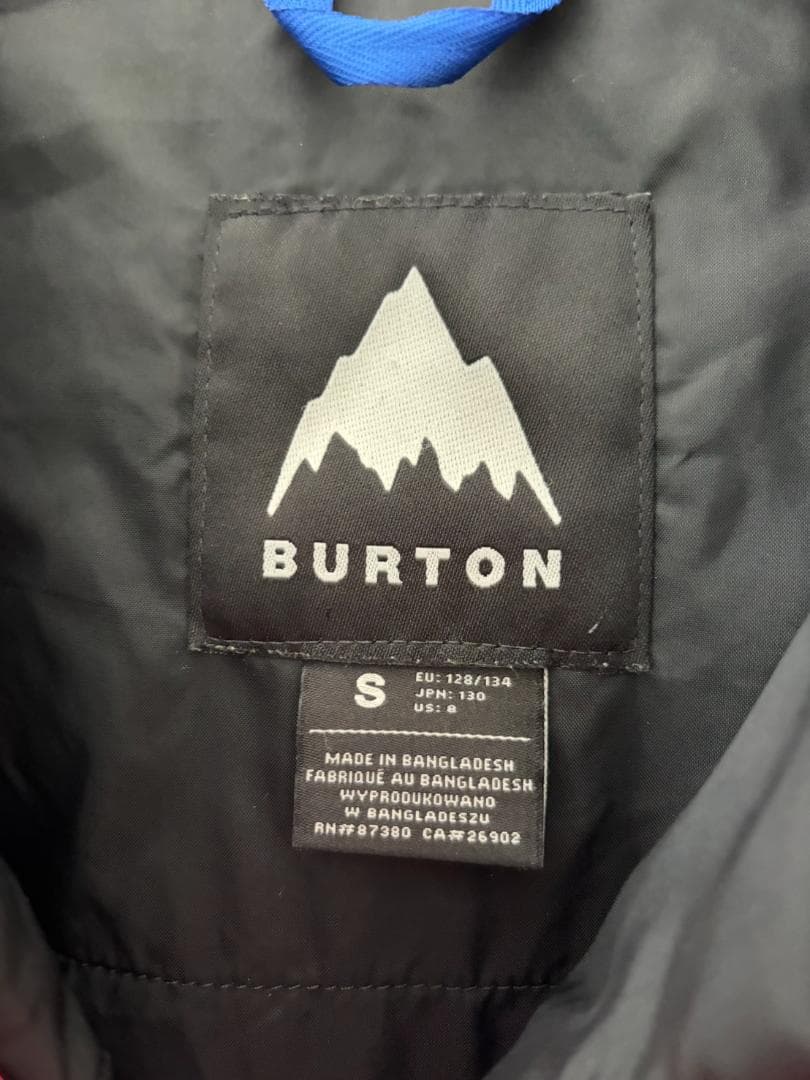 BURTON
S
EU: 128/134
JPN: 130
US: 8
MADE IN BANGLADESH
FABRIQUÉ AU BANGLADESH
WYPRODUKOWANO
W BANGLADESZU
RN#87380 CA#26902